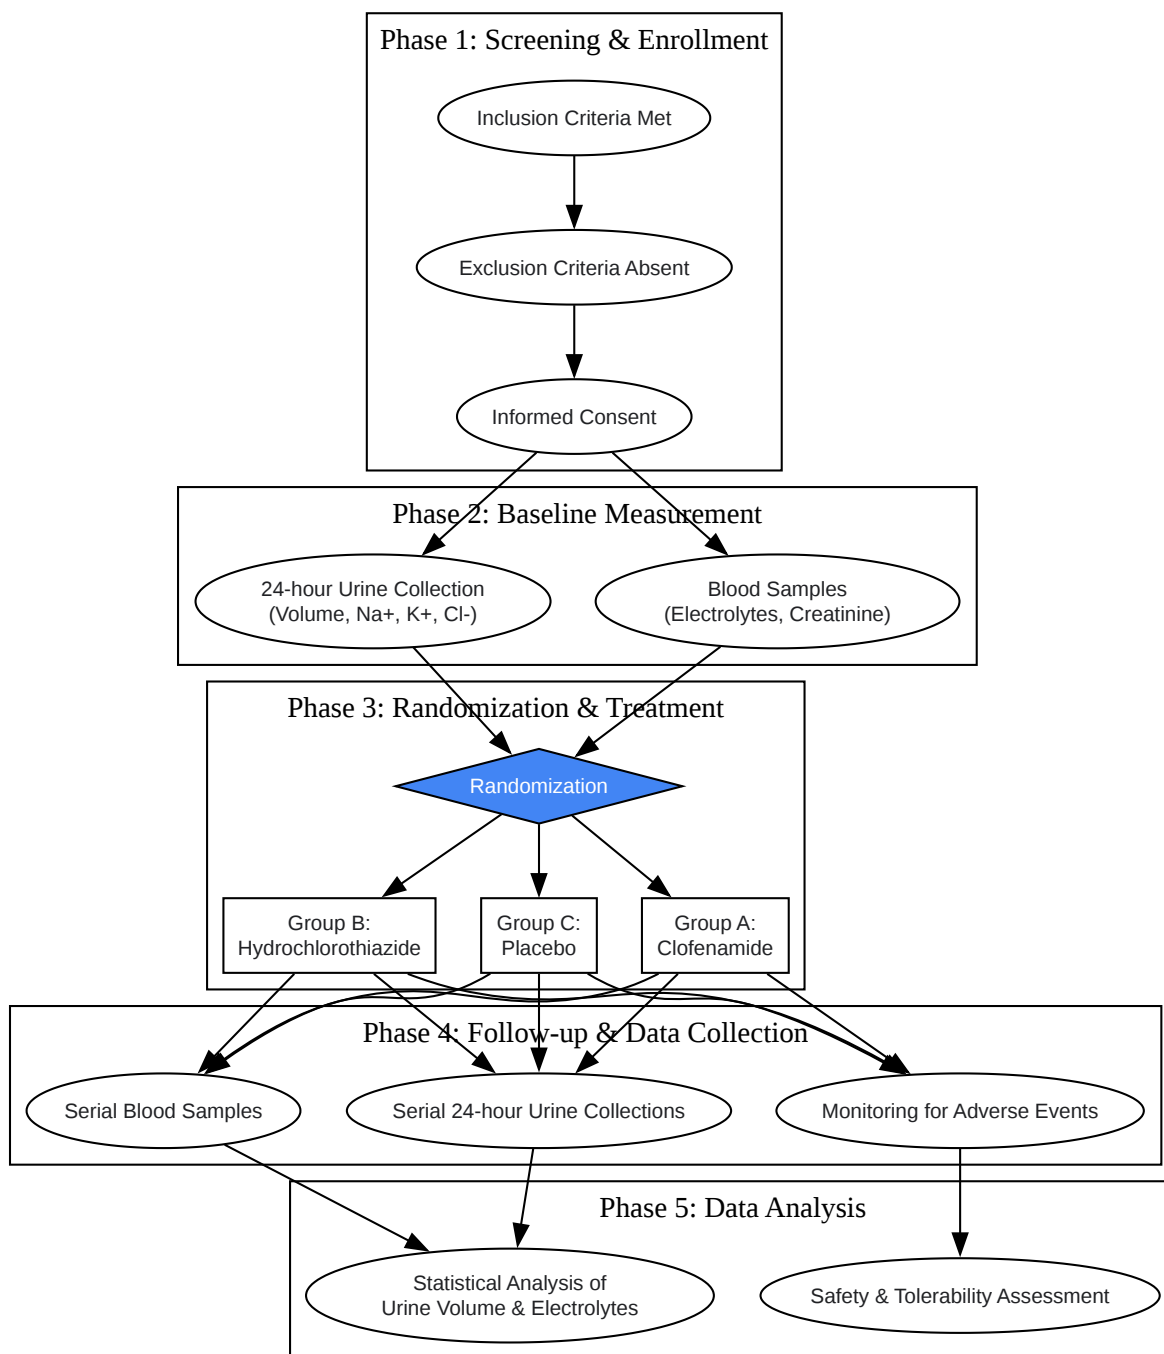 Phase 1: Screening & Enrollment
Inclusion Criteria Met
Exclusion Criteria Absent
Informed Consent
Phase 2: Baseline Measurement
24-hour Urine Collection
(Volume, Na+, K+, Cl-)
Blood Samples
(Electrolytes, Creatinine)
Phase 3: Randomization & Treatment
Randomization
Group B:
Hydrochlorothiazide
Group C:
Placebo
Group A:
Clofenamide
Phase 4: Follow-up & Data Collection
Serial Blood Samples
Serial 24-hour Urine Collections
Monitoring for Adverse Events
Phase 5: Data Analysis
Statistical Analysis of
Urine Volume & Electrolytes
Safety & Tolerability Assessment